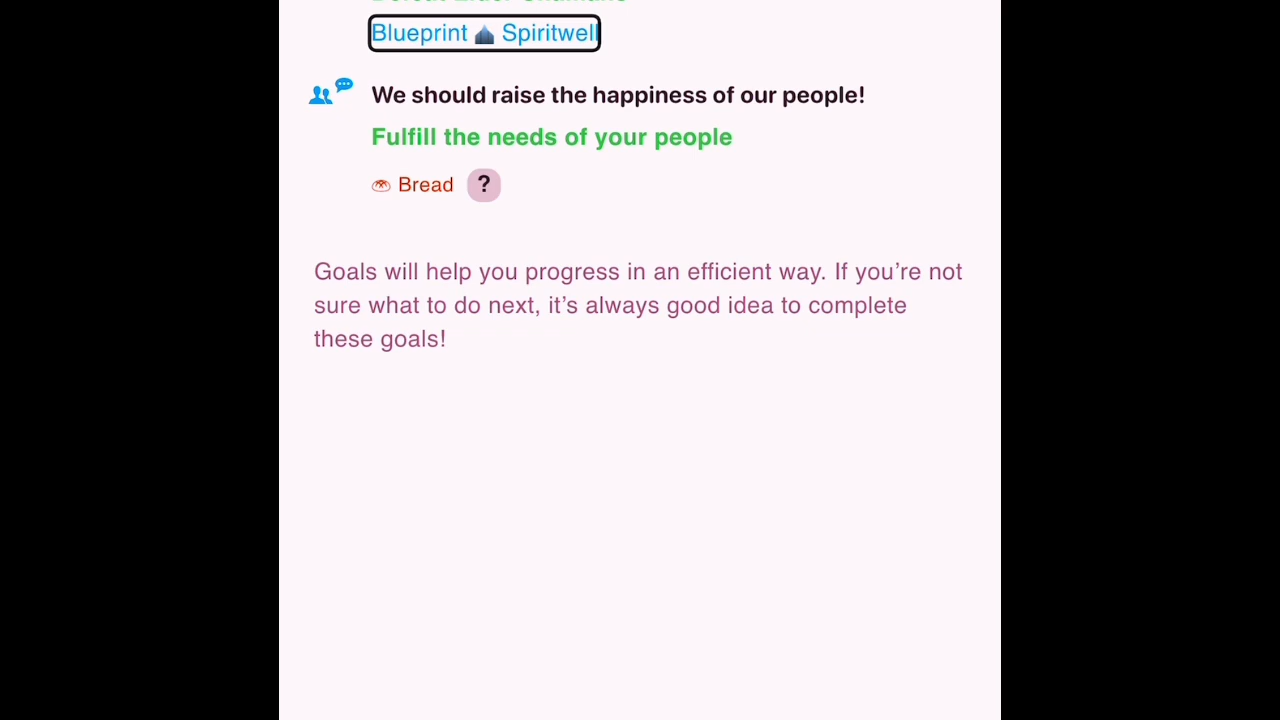 Blueprint Spiritwell
We should raise the happiness of our people!
Fulfill the needs of your people
Bread ?
Goals will help you progress in an efficient way. If you’re not
sure what to do next, it’s always good idea to complete
these goals!